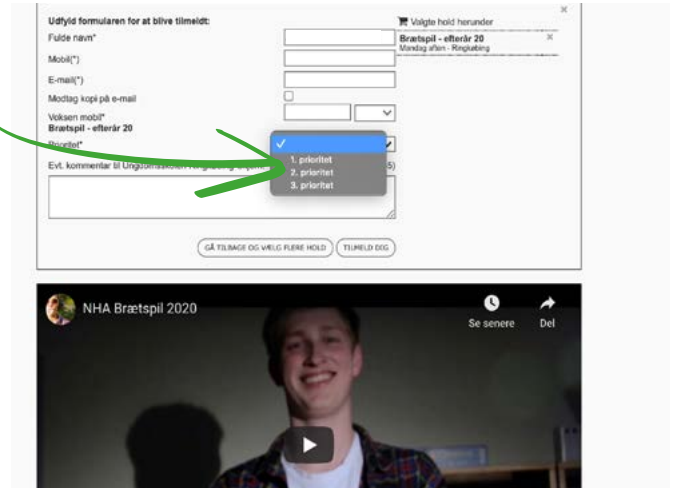 Udfyld formularen for at blive tilmeldt:
Fulde navn*
Mobil(*)
E-mail(*)
Modtag kopi på e-mail
Voksen mobil*
Brætspil - efterår 20
Prioritet*
1. prioritet
2. prioritet
3. prioritet
Evt. kommentar til Ungdomsskolen
GÅ TILBAGE OG VÆLG FLERE HOLD
TILMELD DIG
Valgte hold herunder
Brætspil - efterår 20
Mandag aften - Ringkøbing
NHA Brætspil 2020
Se senere
Del